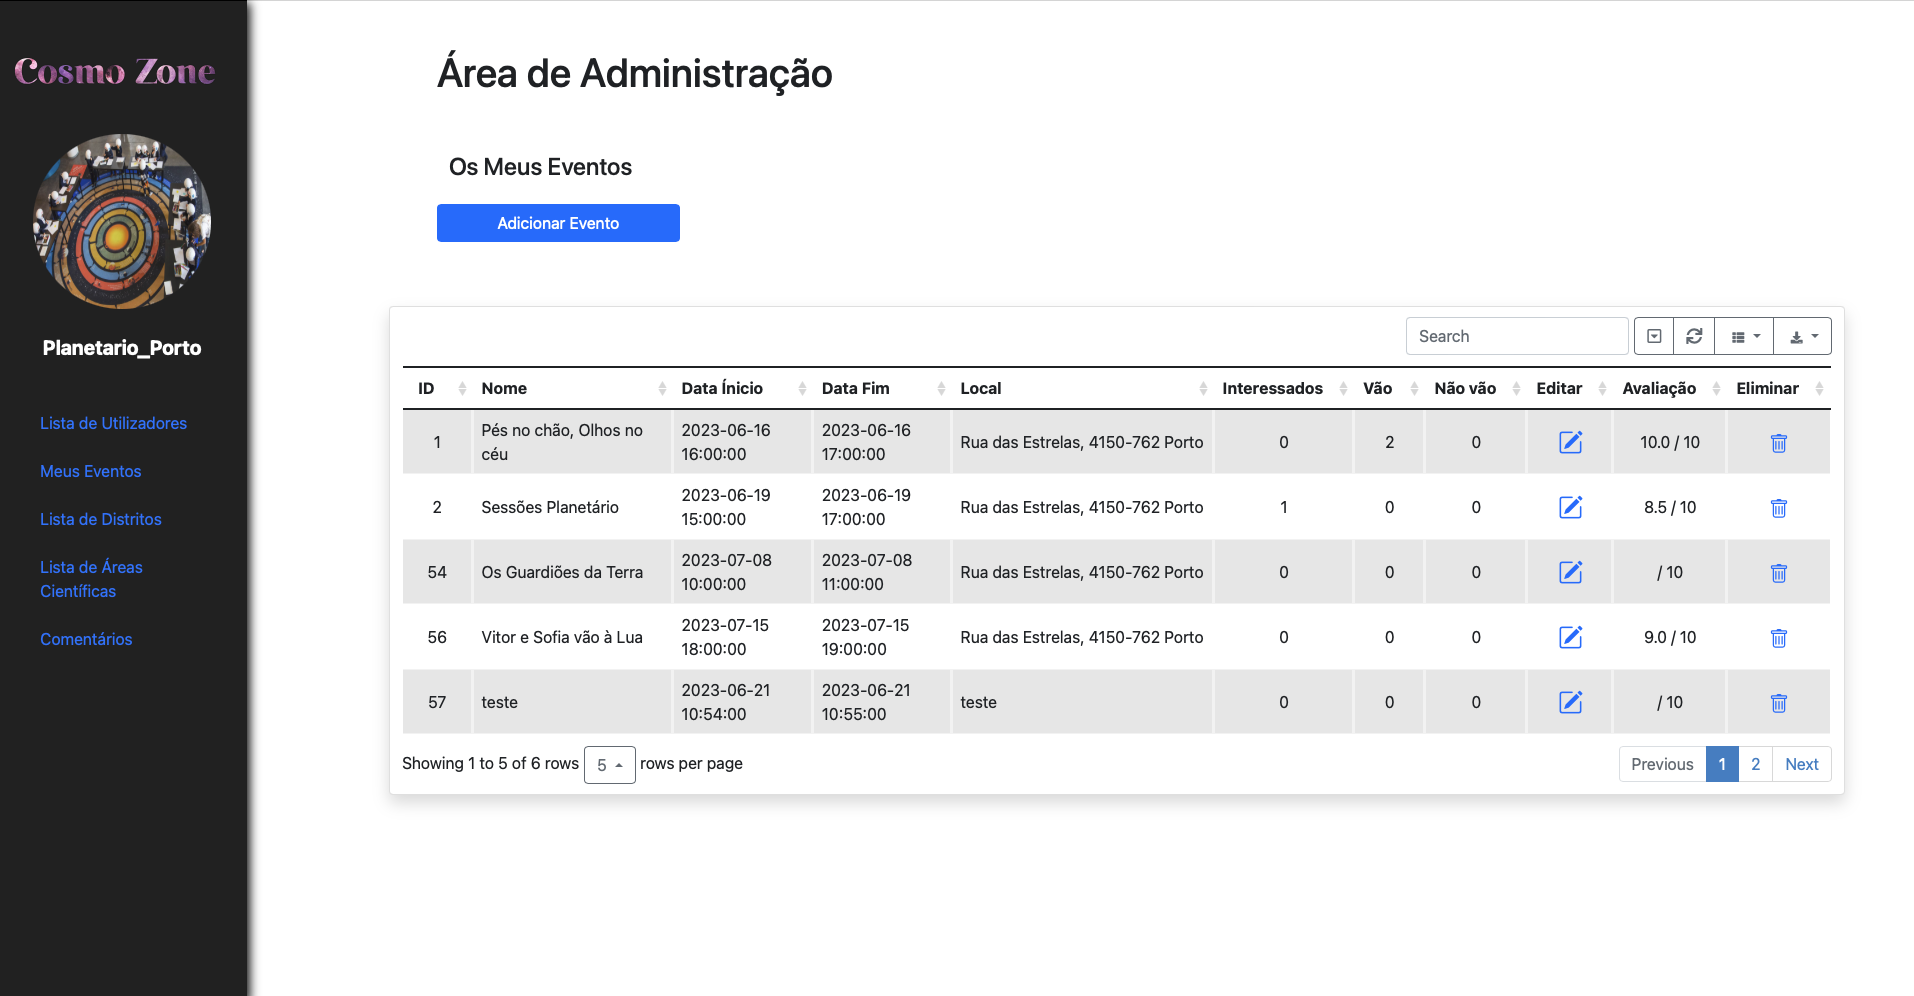 Cosmo Zone
Planetario_Porto
Lista de Utilizadores
Meus Eventos
Lista de Distritos
Lista de Áreas
Científicas
Comentários
Área de Administração
Os Meus Eventos
Adicionar Evento
Search
ID Nome Data Ínicio Data Fim Local Interessados Vão Não vão Editar Avaliação Eliminar
1 Pés no chão, Olhos no céu 2023-06-16 16:00:00 2023-06-16 17:00:00 Rua das Estrelas, 4150-762 Porto 0 2 0 10.0 / 10
2 Sessões Planetário 2023-06-19 15:00:00 2023-06-19 17:00:00 Rua das Estrelas, 4150-762 Porto 1 0 0 8.5 / 10
54 Os Guardiões da Terra 2023-07-08 10:00:00 2023-07-08 11:00:00 Rua das Estrelas, 4150-762 Porto 0 0 0 / 10
56 Vitor e Sofia vão à Lua 2023-07-15 18:00:00 2023-07-15 19:00:00 Rua das Estrelas, 4150-762 Porto 0 0 0 9.0 / 10
57 teste 2023-06-21 10:54:00 2023-06-21 10:55:00 teste 0 0 0 / 10
Showing 1 to 5 of 6 rows 5 rows per page
Previous 1 2 Next